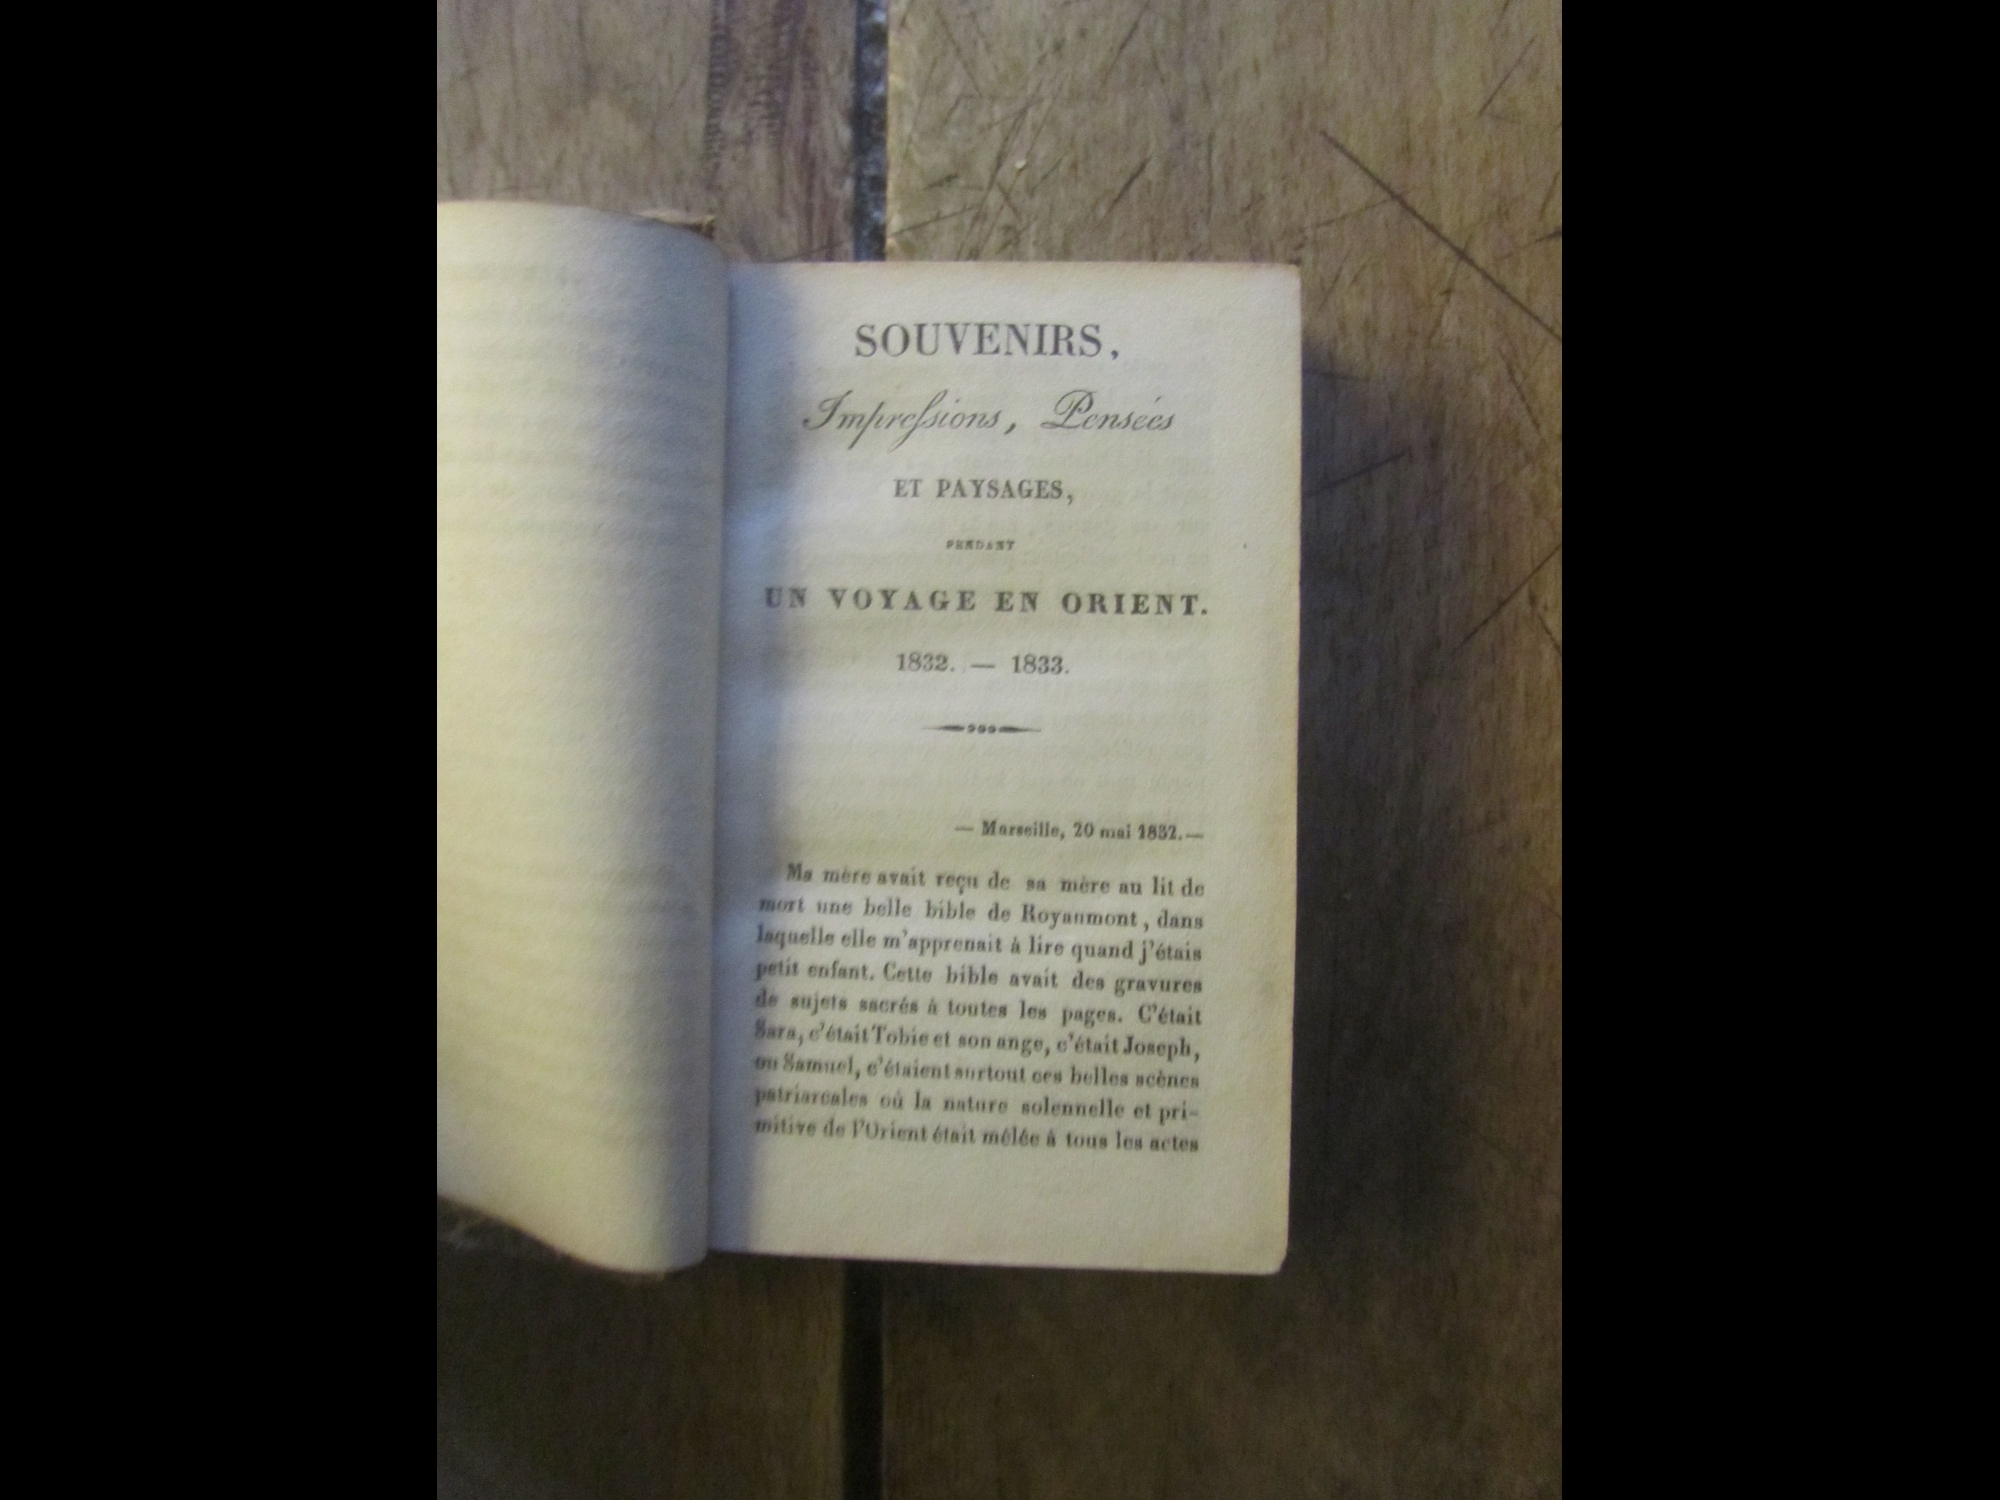 SOUVENIRS,
Impreſsions, Pensées
ET PAYSAGES,
PENDANT
UN VOYAGE EN ORIENT.
1832. — 1833.
— Marseille, 20 mai 1832. —
Ma mère avait reçu de sa mère au lit de
mort une belle bible de Royaumont, dans
laquelle elle m'apprenait à lire quand j'étais
petit enfant. Cette bible avait des gravures
de sujets sacrés à toutes les pages. C'était
Sara, c'était Tobie et son ange, c'était Joseph,
ou Samuel, c'étaient surtout ces belles scènes
patriarcales où la nature solennelle et pri-
mitive de l'Orient était mêlée à tous les actes